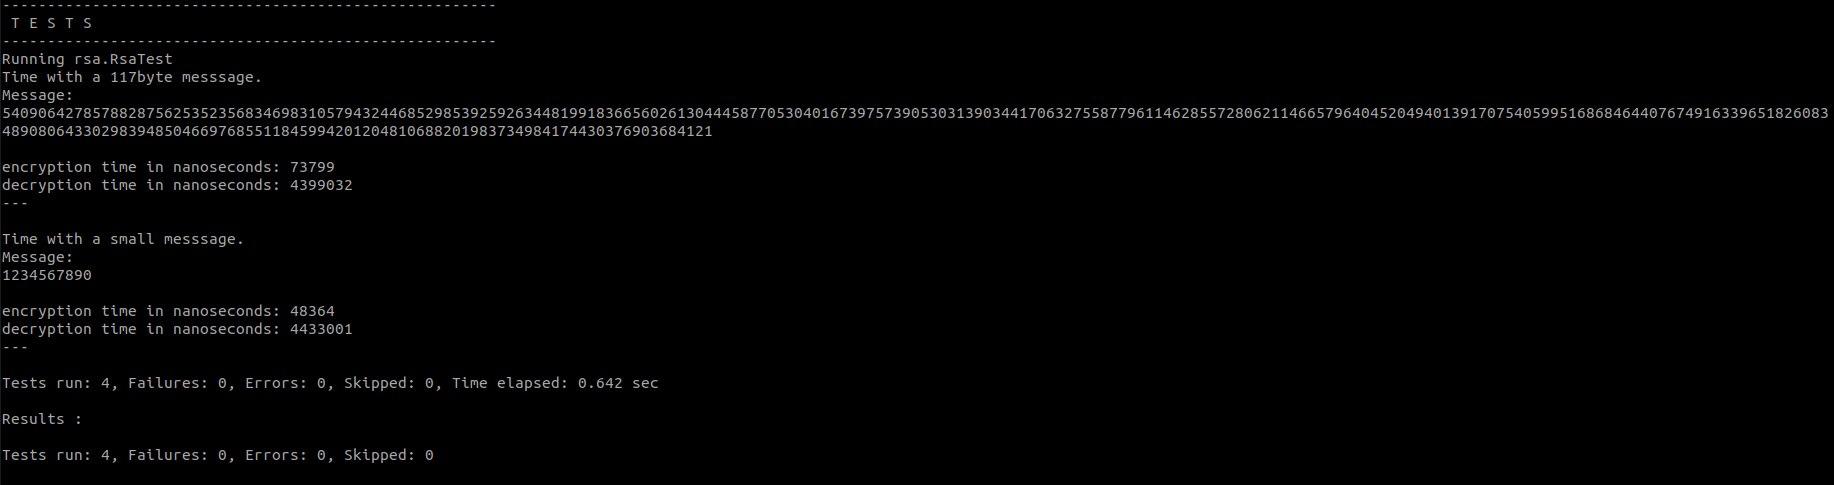 -------------------------------------------------------
T E S T S
-------------------------------------------------------
Running rsa.RsaTest
Time with a 117byte messsage.
Message:
54090642785788287562535235683469831057943244685298539259263448199183665602613044458770530401673975739053031390344170632755877961146285572806211466579640452049401391707540599516868464407674916339651826083
4890806433029839485046697685511845994201204810688201983734984174430376903684121
encryption time in nanoseconds: 73799
decryption time in nanoseconds: 4399032
---
Time with a small messsage.
Message:
1234567890
encryption time in nanoseconds: 48364
decryption time in nanoseconds: 4433001
---
Tests run: 4, Failures: 0, Errors: 0, Skipped: 0, Time elapsed: 0.642 sec
Results :
Tests run: 4, Failures: 0, Errors: 0, Skipped: 0